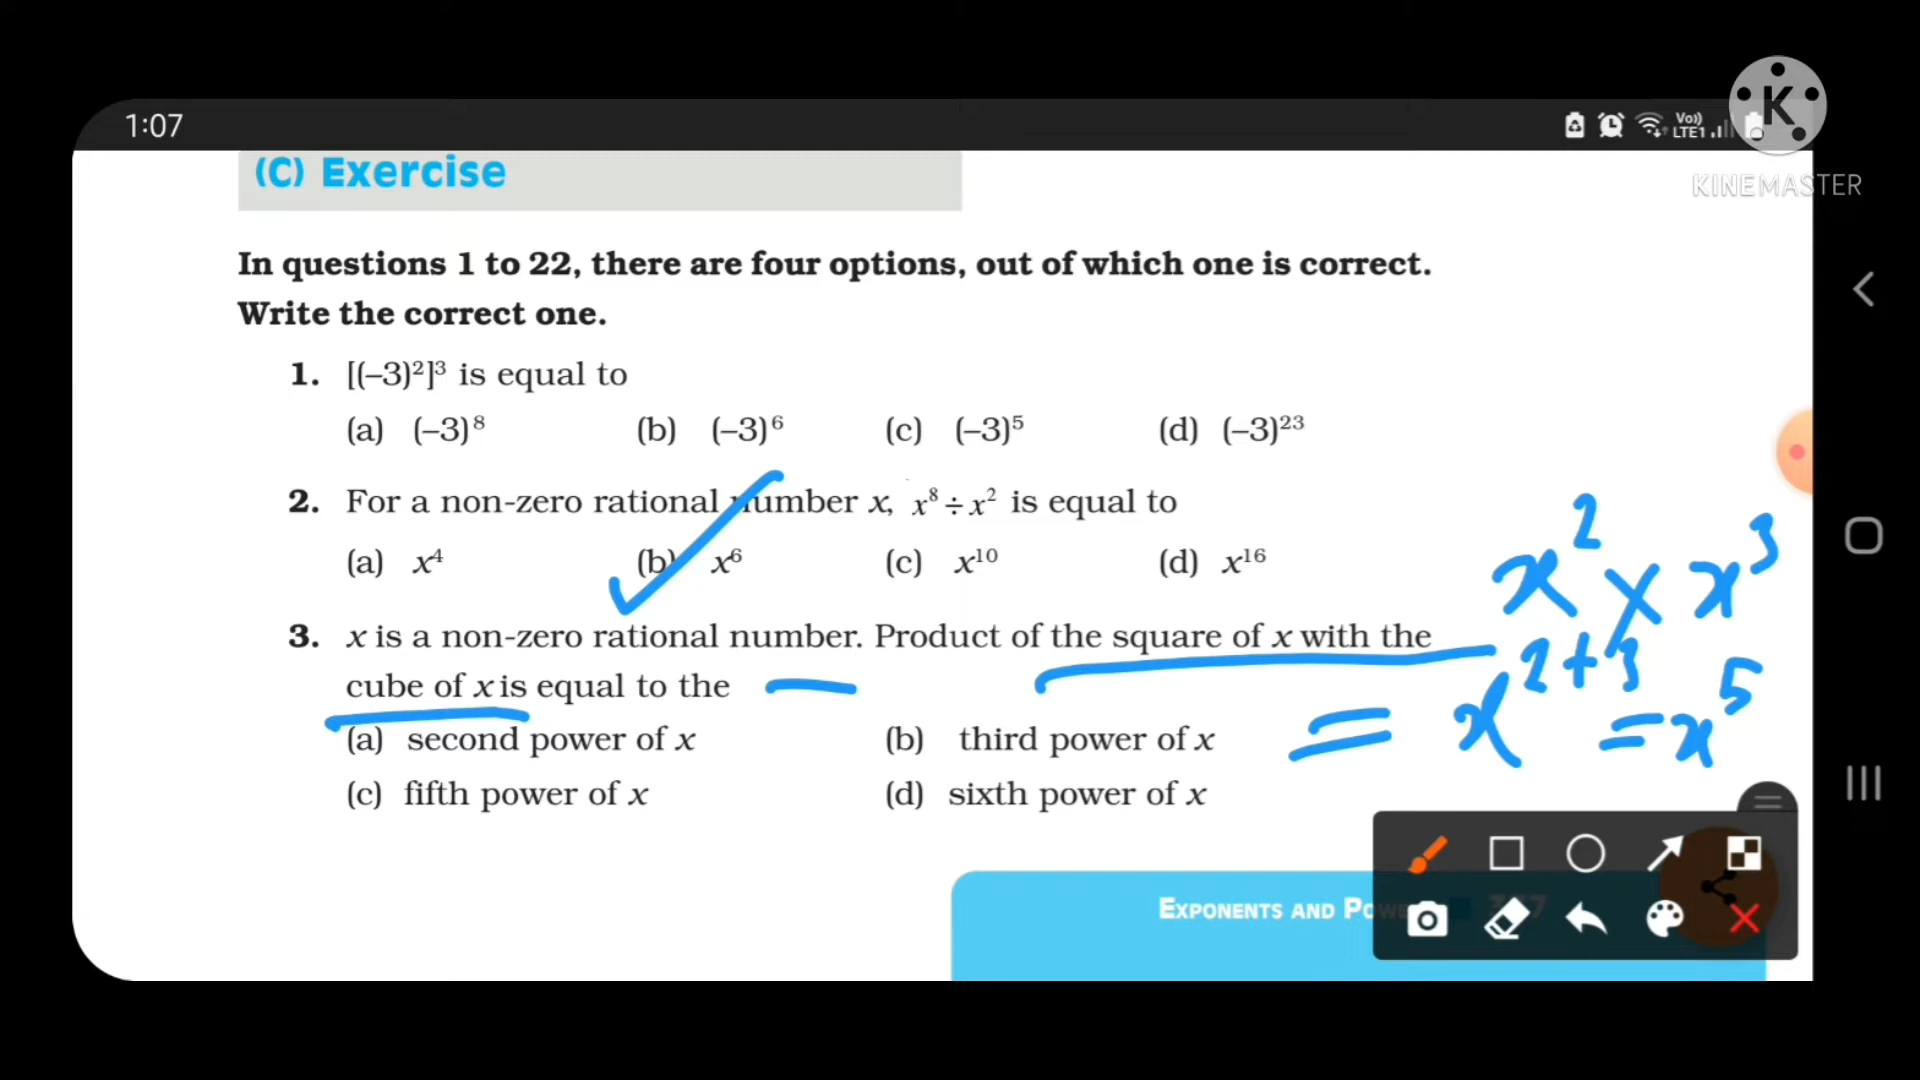 1:07
Vo))
LTE1
K
KINEMASTER
(C) Exercise
In questions 1 to 22, there are four options, out of which one is correct.
Write the correct one.
1. [(–3)²]³ is equal to
(a) (–3)⁸ (b) (–3)⁶ (c) (–3)⁵ (d) (–3)²³
2. For a non-zero rational number x, x⁸ ÷ x² is equal to
(a) x⁴ (b) x⁶ (c) x¹⁰ (d) x¹⁶
x² × x³
3. x is a non-zero rational number. Product of the square of x with the
cube of x is equal to the
= x²⁺³ = x⁵
(a) second power of x (b) third power of x
(c) fifth power of x (d) sixth power of x
EXPONENTS AND